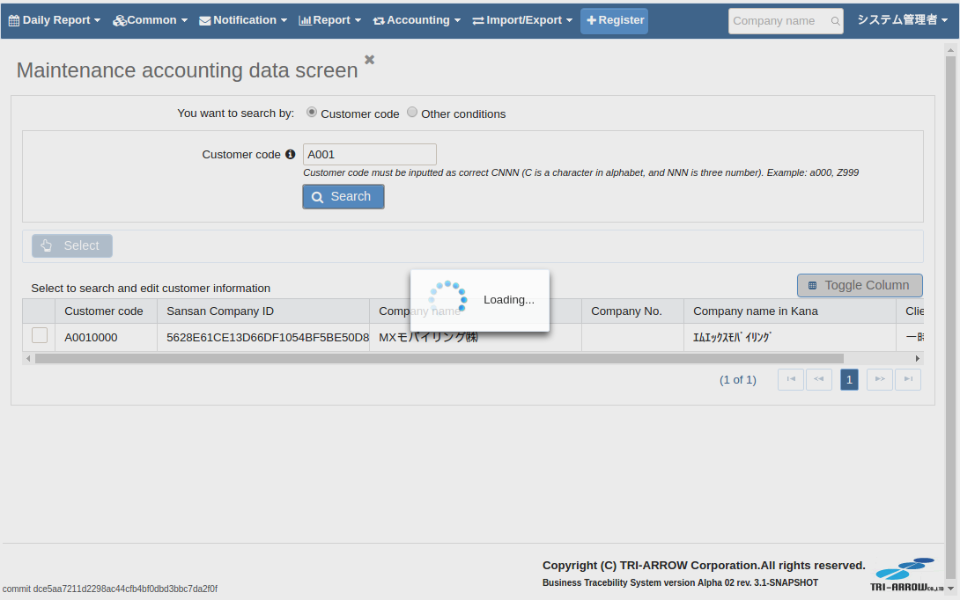 Daily Report Common Notification Report Accounting Import/Export Register Company name システム管理者
Maintenance accounting data screen
You want to search by: Customer code Other conditions
Customer code A001
Customer code must be inputted as correct CNNN (C is a character in alphabet, and NNN is three number). Example: a000, Z999
Search
Select
Select to search and edit customer information Toggle Column
Loading...
Customer code Sansan Company ID Company name Company No. Company name in Kana Clie
A0010000 5628E61CE13D66DF1054BF5BE50D8 MXモバイリング㈱ ｴﾑｴｯｸｽﾓﾊﾞｲﾘﾝｸﾞ 一時
(1 of 1) 1
Copyright (C) TRI-ARROW Corporation.All rights reserved.
Business Tracebility System version Alpha 02 rev. 3.1-SNAPSHOT
TRI-ARROW CO.,LTD
commit dce5aa7211d2298ac44cfb4bf0dbd3bbc7da2f0f